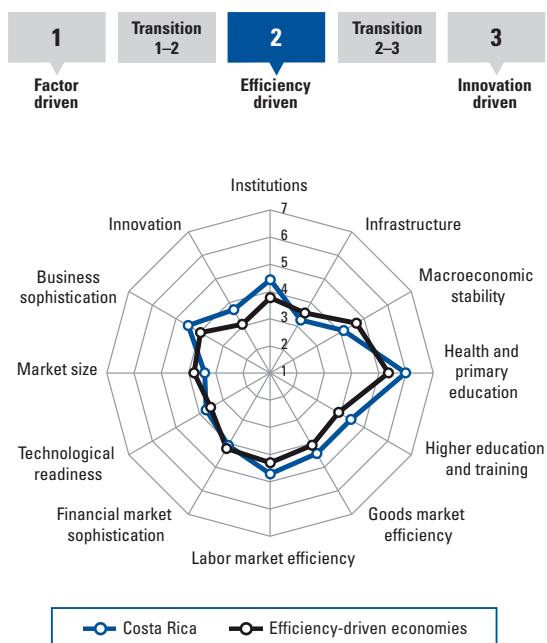 1
Transition
1–2
2
Transition
2–3
3
Factor
driven
Efficiency
driven
Innovation
driven
Institutions
7
6
5
4
3
2
1
Infrastructure
Macroeconomic
stability
Health and
primary
education
Higher education
and training
Goods market
efficiency
Labor market efficiency
Financial market
sophistication
Technological
readiness
Market size
Business
sophistication
Innovation
Costa Rica
Efficiency-driven economies